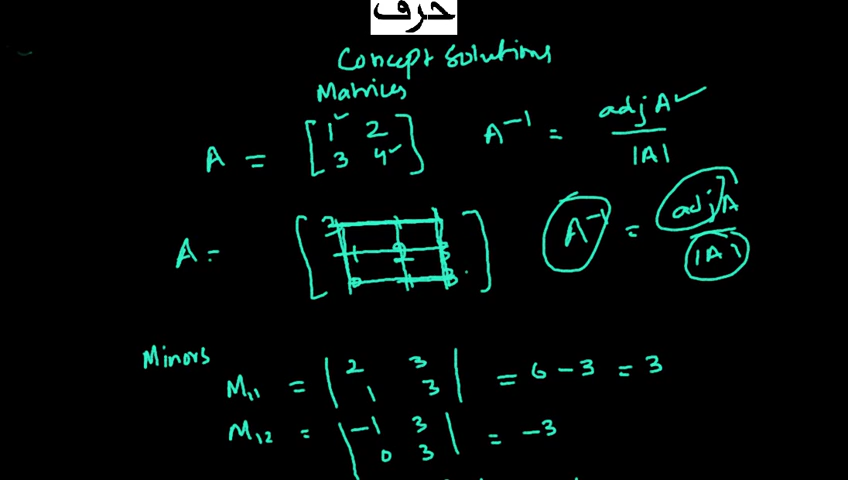 حرف
Concept Solutions
Matrices
A = [ 1 2 A⁻¹ = adj A
3 4 ] |A|
A = [ ] A⁻¹ = adj A
|A|
Minors
M₁₁ = | 2 3
1 3 | = 6 - 3 = 3
M₁₂ = | -1 3
0 3 | = -3